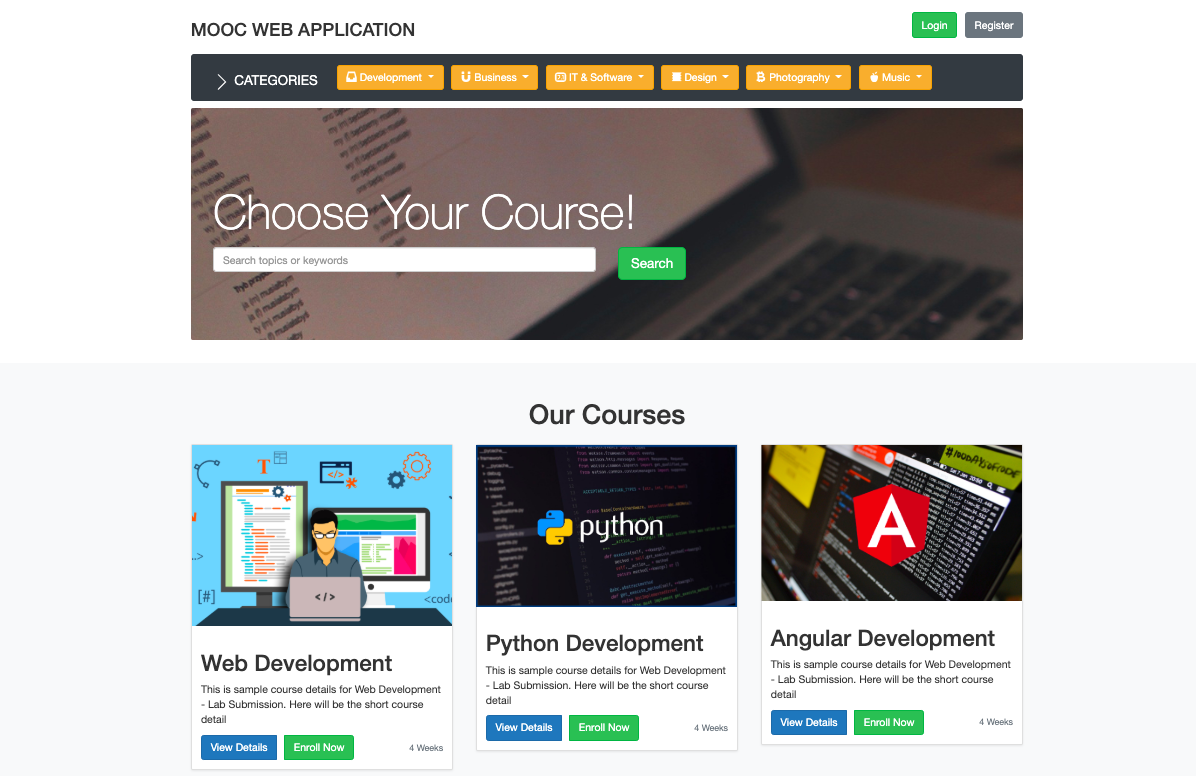 MOOC WEB APPLICATION
Login
Register
CATEGORIES
Development
Business
IT & Software
Design
Photography
Music
Choose Your Course!
Search topics or keywords
Search
Our Courses
T
</>
[#]
<code
python
A
Web Development
This is sample course details for Web Development
- Lab Submission. Here will be the short course
detail
View Details
Enroll Now
4 Weeks
Python Development
This is sample course details for Web Development
- Lab Submission. Here will be the short course
detail
View Details
Enroll Now
4 Weeks
Angular Development
This is sample course details for Web Development
- Lab Submission. Here will be the short course
detail
View Details
Enroll Now
4 Weeks